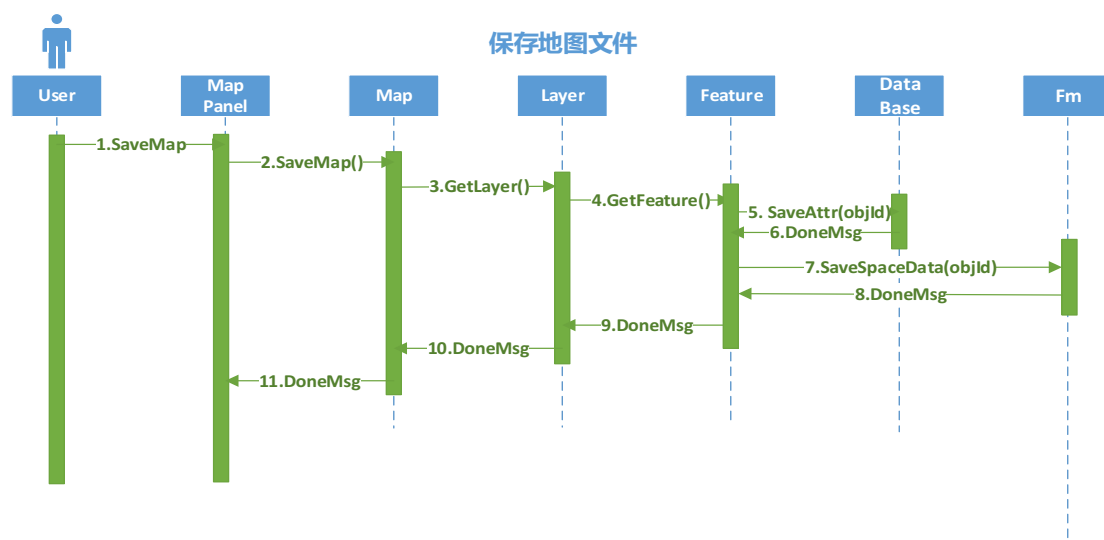 保存地图文件
User
Map
Panel
Map
Layer
Feature
Data
Base
Fm
1.SaveMap
2.SaveMap()
3.GetLayer()
4.GetFeature()
5. SaveAttr(objId)
6.DoneMsg
7.SaveSpaceData(objId)
8.DoneMsg
9.DoneMsg
10.DoneMsg
11.DoneMsg